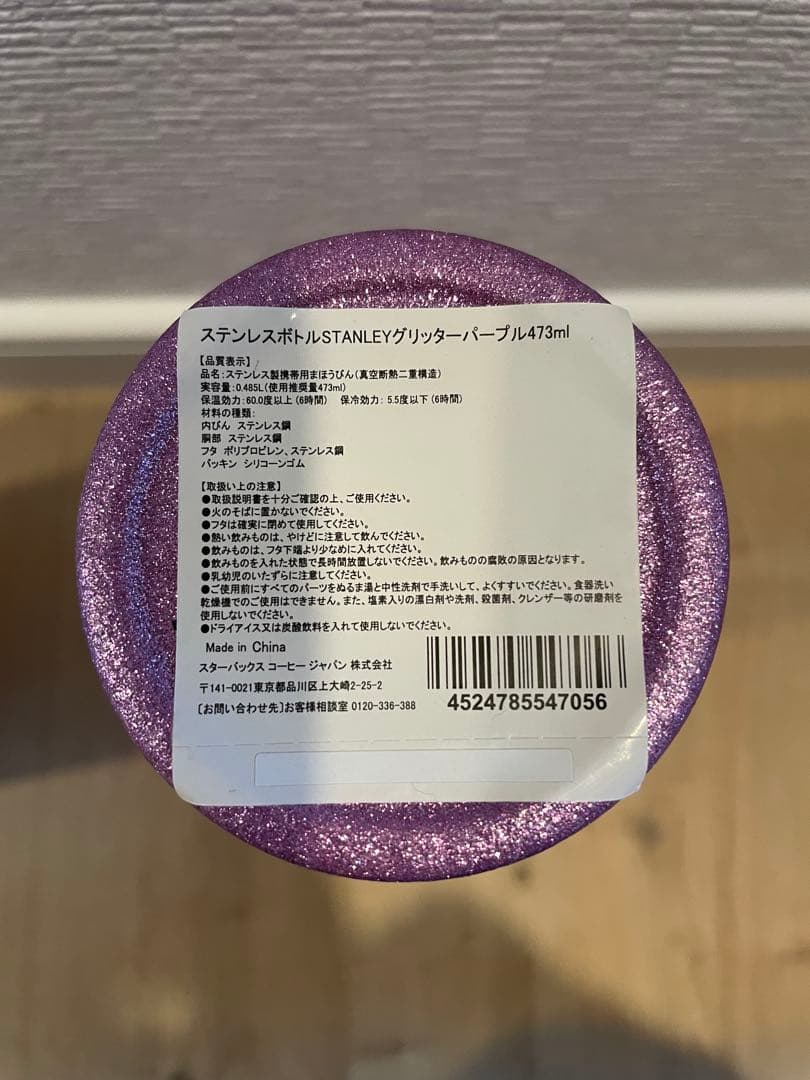 ステンレスボトルSTANLEYグリッターパープル473ml
【品質表示】
品名：ステンレス製携帯用まほうびん（真空断熱二重構造）
実容量：0.485L（使用推奨量473ml）
保温効力：60.0度以上（6時間） 保冷効力：5.5度以下（6時間）
材料の種類：
内びん ステンレス鋼
胴部 ステンレス鋼
フタ ポリプロピレン、ステンレス鋼
パッキン シリコーンゴム
【取扱い上の注意】
●取扱説明書を十分ご確認の上、ご使用ください。
●火のそばに置かないでください。
●フタは確実に閉めて使用してください。
●熱い飲みものは、やけどに注意して飲んでください。
●飲みものは、フタ下端より少なめに入れてください。
●飲みものを入れた状態で長時間放置しないでください。飲みものの腐敗の原因となります。
●乳幼児のいたずらに注意してください。
●ご使用前にすべてのパーツをぬるま湯と中性洗剤で手洗いして、よくすすいでください。食器洗い
乾燥機でのご使用はできません。また、塩素入りの漂白剤や洗剤、殺菌剤、クレンザー等の研磨剤を
使用しないでください。
●ドライアイス又は炭酸飲料を入れて使用しないでください。
Made in China
スターバックス コーヒー ジャパン 株式会社
〒141-0021東京都品川区上大崎2-25-2
［お問い合わせ先］お客様相談室 0120-336-388
4524785547056